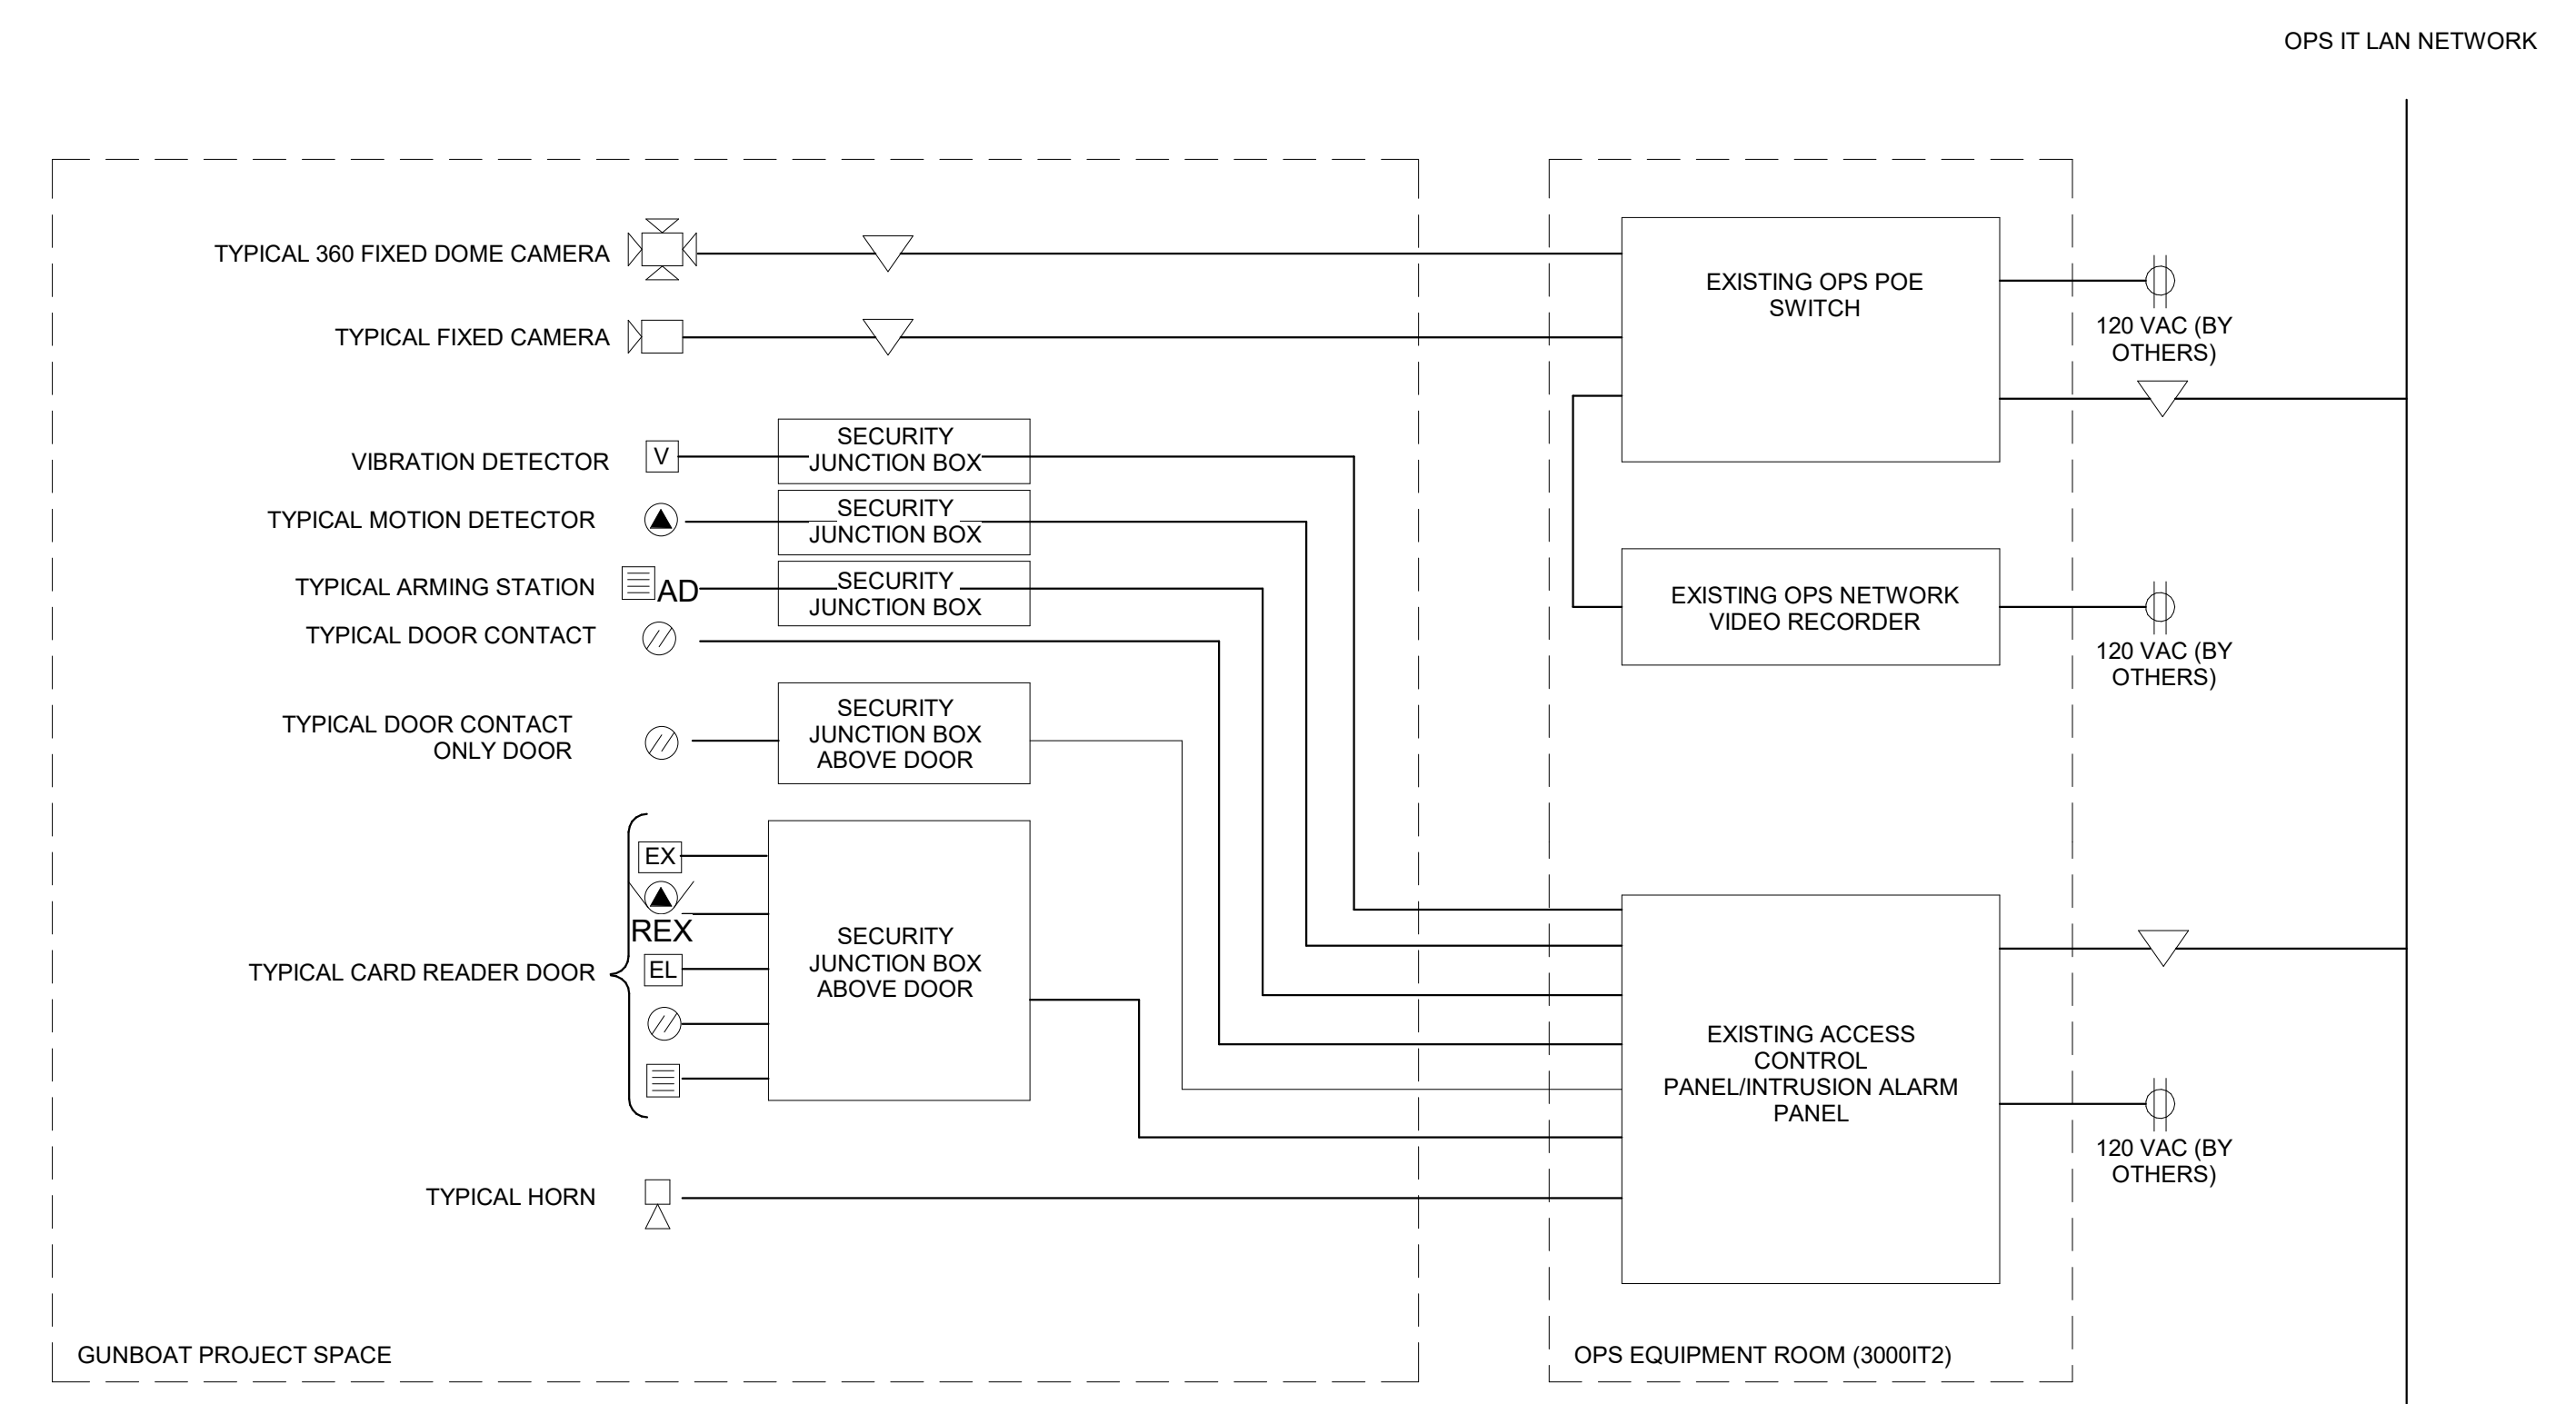 OPS IT LAN NETWORK
TYPICAL 360 FIXED DOME CAMERA
EXISTING OPS POE
SWITCH
120 VAC (BY
OTHERS)
TYPICAL FIXED CAMERA
VIBRATION DETECTOR
V
SECURITY
JUNCTION BOX
TYPICAL MOTION DETECTOR
SECURITY
JUNCTION BOX
TYPICAL ARMING STATION
AD
SECURITY
JUNCTION BOX
EXISTING OPS NETWORK
VIDEO RECORDER
120 VAC (BY
OTHERS)
TYPICAL DOOR CONTACT
TYPICAL DOOR CONTACT
ONLY DOOR
SECURITY
JUNCTION BOX
ABOVE DOOR
TYPICAL CARD READER DOOR
EX
REX
EL
SECURITY
JUNCTION BOX
ABOVE DOOR
EXISTING ACCESS
CONTROL
PANEL/INTRUSION ALARM
PANEL
120 VAC (BY
OTHERS)
TYPICAL HORN
GUNBOAT PROJECT SPACE
OPS EQUIPMENT ROOM (3000IT2)